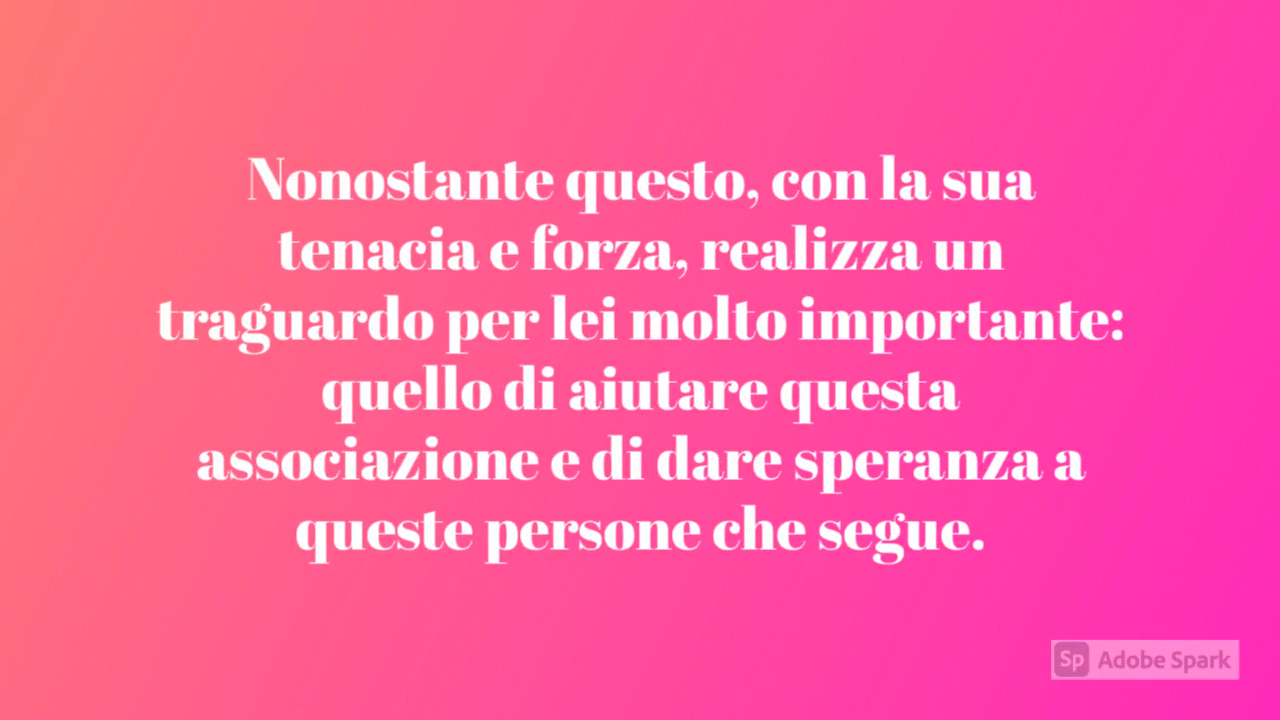 Nonostante questo, con la sua
tenacia e forza, realizza un
traguardo per lei molto importante:
quello di aiutare questa
associazione e di dare speranza a
queste persone che segue.
Sp Adobe Spark